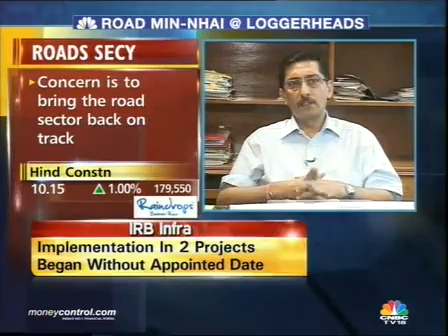 ROAD MIN-NHAI @ LOGGERHEADS
ROADS SECY
Concern is to
bring the road
sector back on
track
Hind Constn
10.15 ▲ 1.00% 179,550
Raindrops
IRB Infra
Implementation In 2 Projects
Began Without Appointed Date
moneycontrol.com
CNBC
TV18